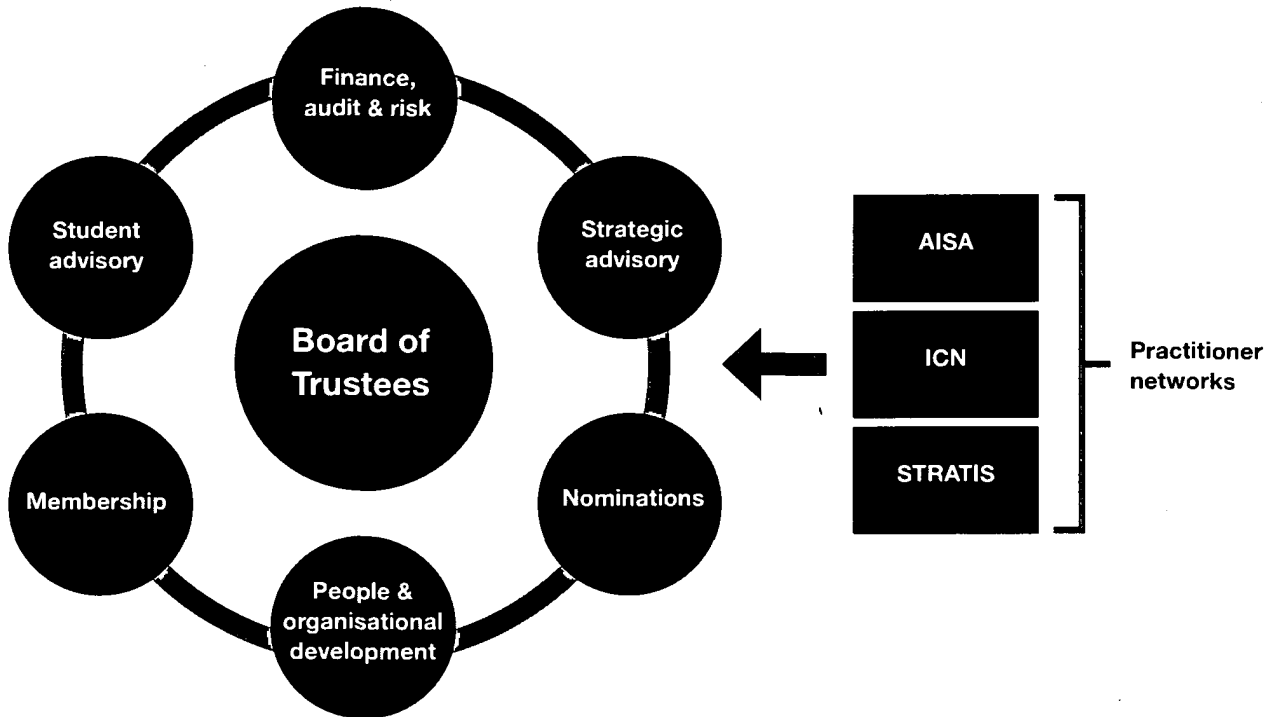 Finance,
audit & risk
Student
advisory
Strategic
advisory
Board of
Trustees
Membership
Nominations
People &
organisational
development
AISA
ICN
STRATIS
Practitioner
networks